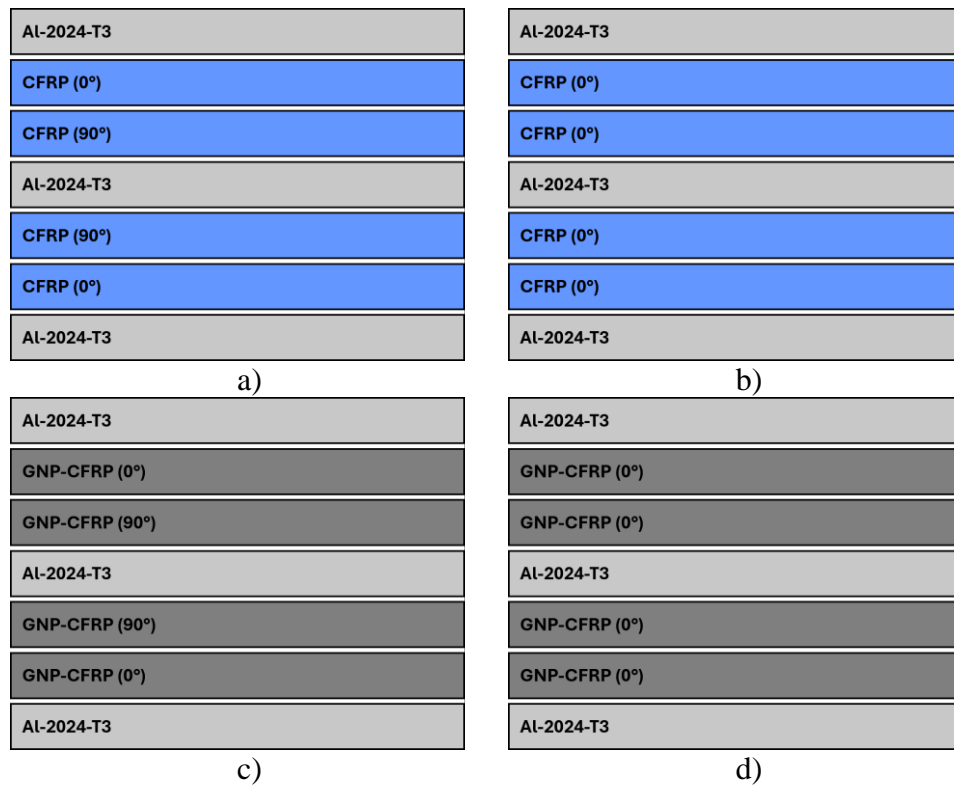 Al-2024-T3
CFRP (0°)
CFRP (90°)
Al-2024-T3
CFRP (90°)
CFRP (0°)
Al-2024-T3
a)
Al-2024-T3
CFRP (0°)
CFRP (0°)
Al-2024-T3
CFRP (0°)
CFRP (0°)
Al-2024-T3
b)
Al-2024-T3
GNP-CFRP (0°)
GNP-CFRP (90°)
Al-2024-T3
GNP-CFRP (90°)
GNP-CFRP (0°)
Al-2024-T3
c)
Al-2024-T3
GNP-CFRP (0°)
GNP-CFRP (0°)
Al-2024-T3
GNP-CFRP (0°)
GNP-CFRP (0°)
Al-2024-T3
d)